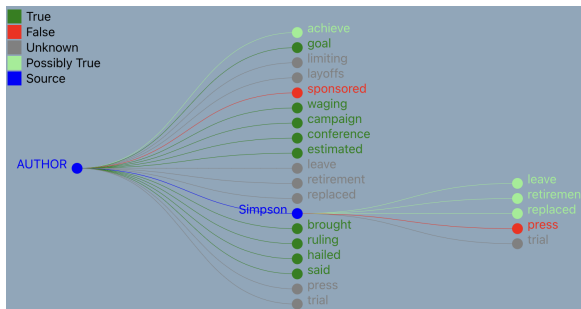 True
False
Unknown
Possibly True
Source
AUTHOR
achieve
goal
limiting
layoffs
sponsored
waging
campaign
conference
estimated
leave
retirement
replaced
Simpson
brought
ruling
hailed
said
press
trial
leave
retiremen
replaced
press
trial